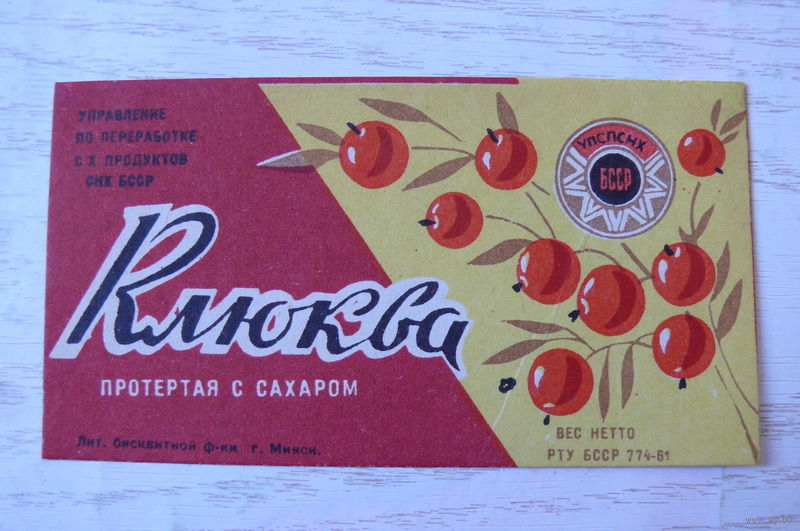 УПРАВЛЕНИЕ
ПО ПЕРЕРАБОТКЕ
С Х ПРОДУКТОВ
СНХ БССР
УПСПСНХ
БССР
Клюква
ПРОТЕРТАЯ С САХАРОМ
Лит. бисквитной ф-ки г. Минск.
ВЕС НЕТТО
РТУ БССР 774-61